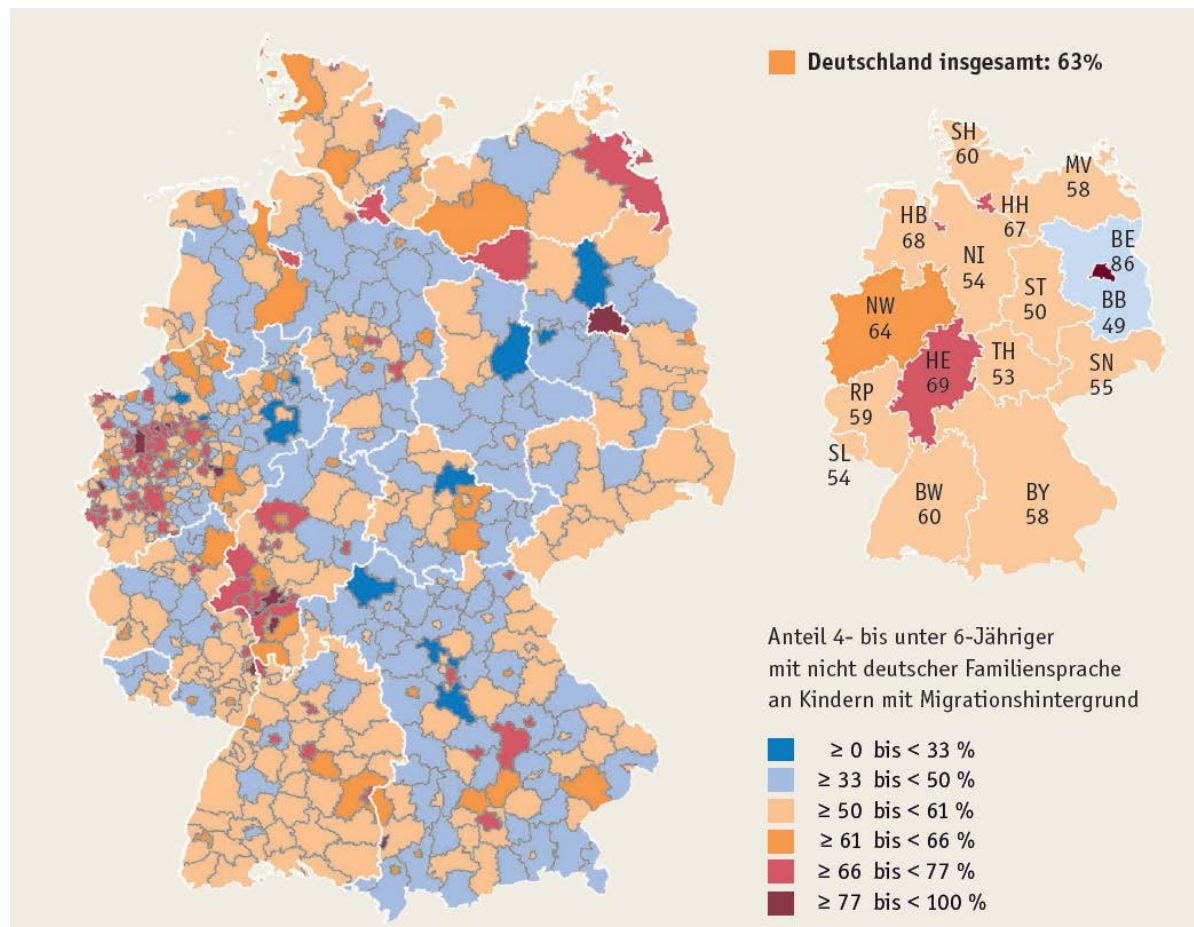 Deutschland insgesamt: 63%
SH
60
MV
58
HH
67
HB
68
BE
86
NI
54
ST
50
BB
49
NW
64
HE
69
TH
53
SN
55
RP
59
SL
54
BW
60
BY
58
Anteil 4- bis unter 6-Jähriger
mit nicht deutscher Familiensprache
an Kindern mit Migrationshintergrund
≥ 0 bis < 33 %
≥ 33 bis < 50 %
≥ 50 bis < 61 %
≥ 61 bis < 66 %
≥ 66 bis < 77 %
≥ 77 bis < 100 %